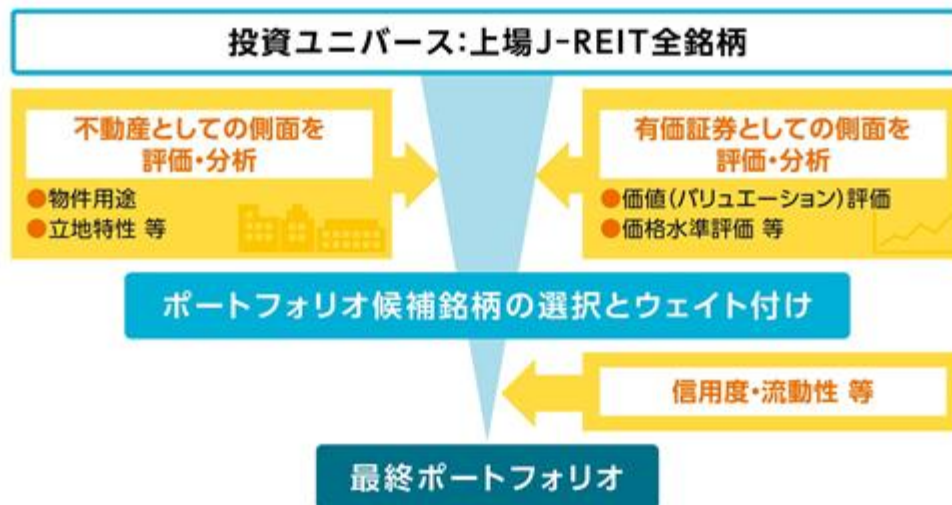 投資ユニバース:上場J-REIT全銘柄
不動産としての側面を
評価・分析
●物件用途
●立地特性 等
有価証券としての側面を
評価・分析
●価値(バリュエーション)評価
●価格水準評価 等
ポートフォリオ候補銘柄の選択とウェイト付け
信用度・流動性 等
最終ポートフォリオ